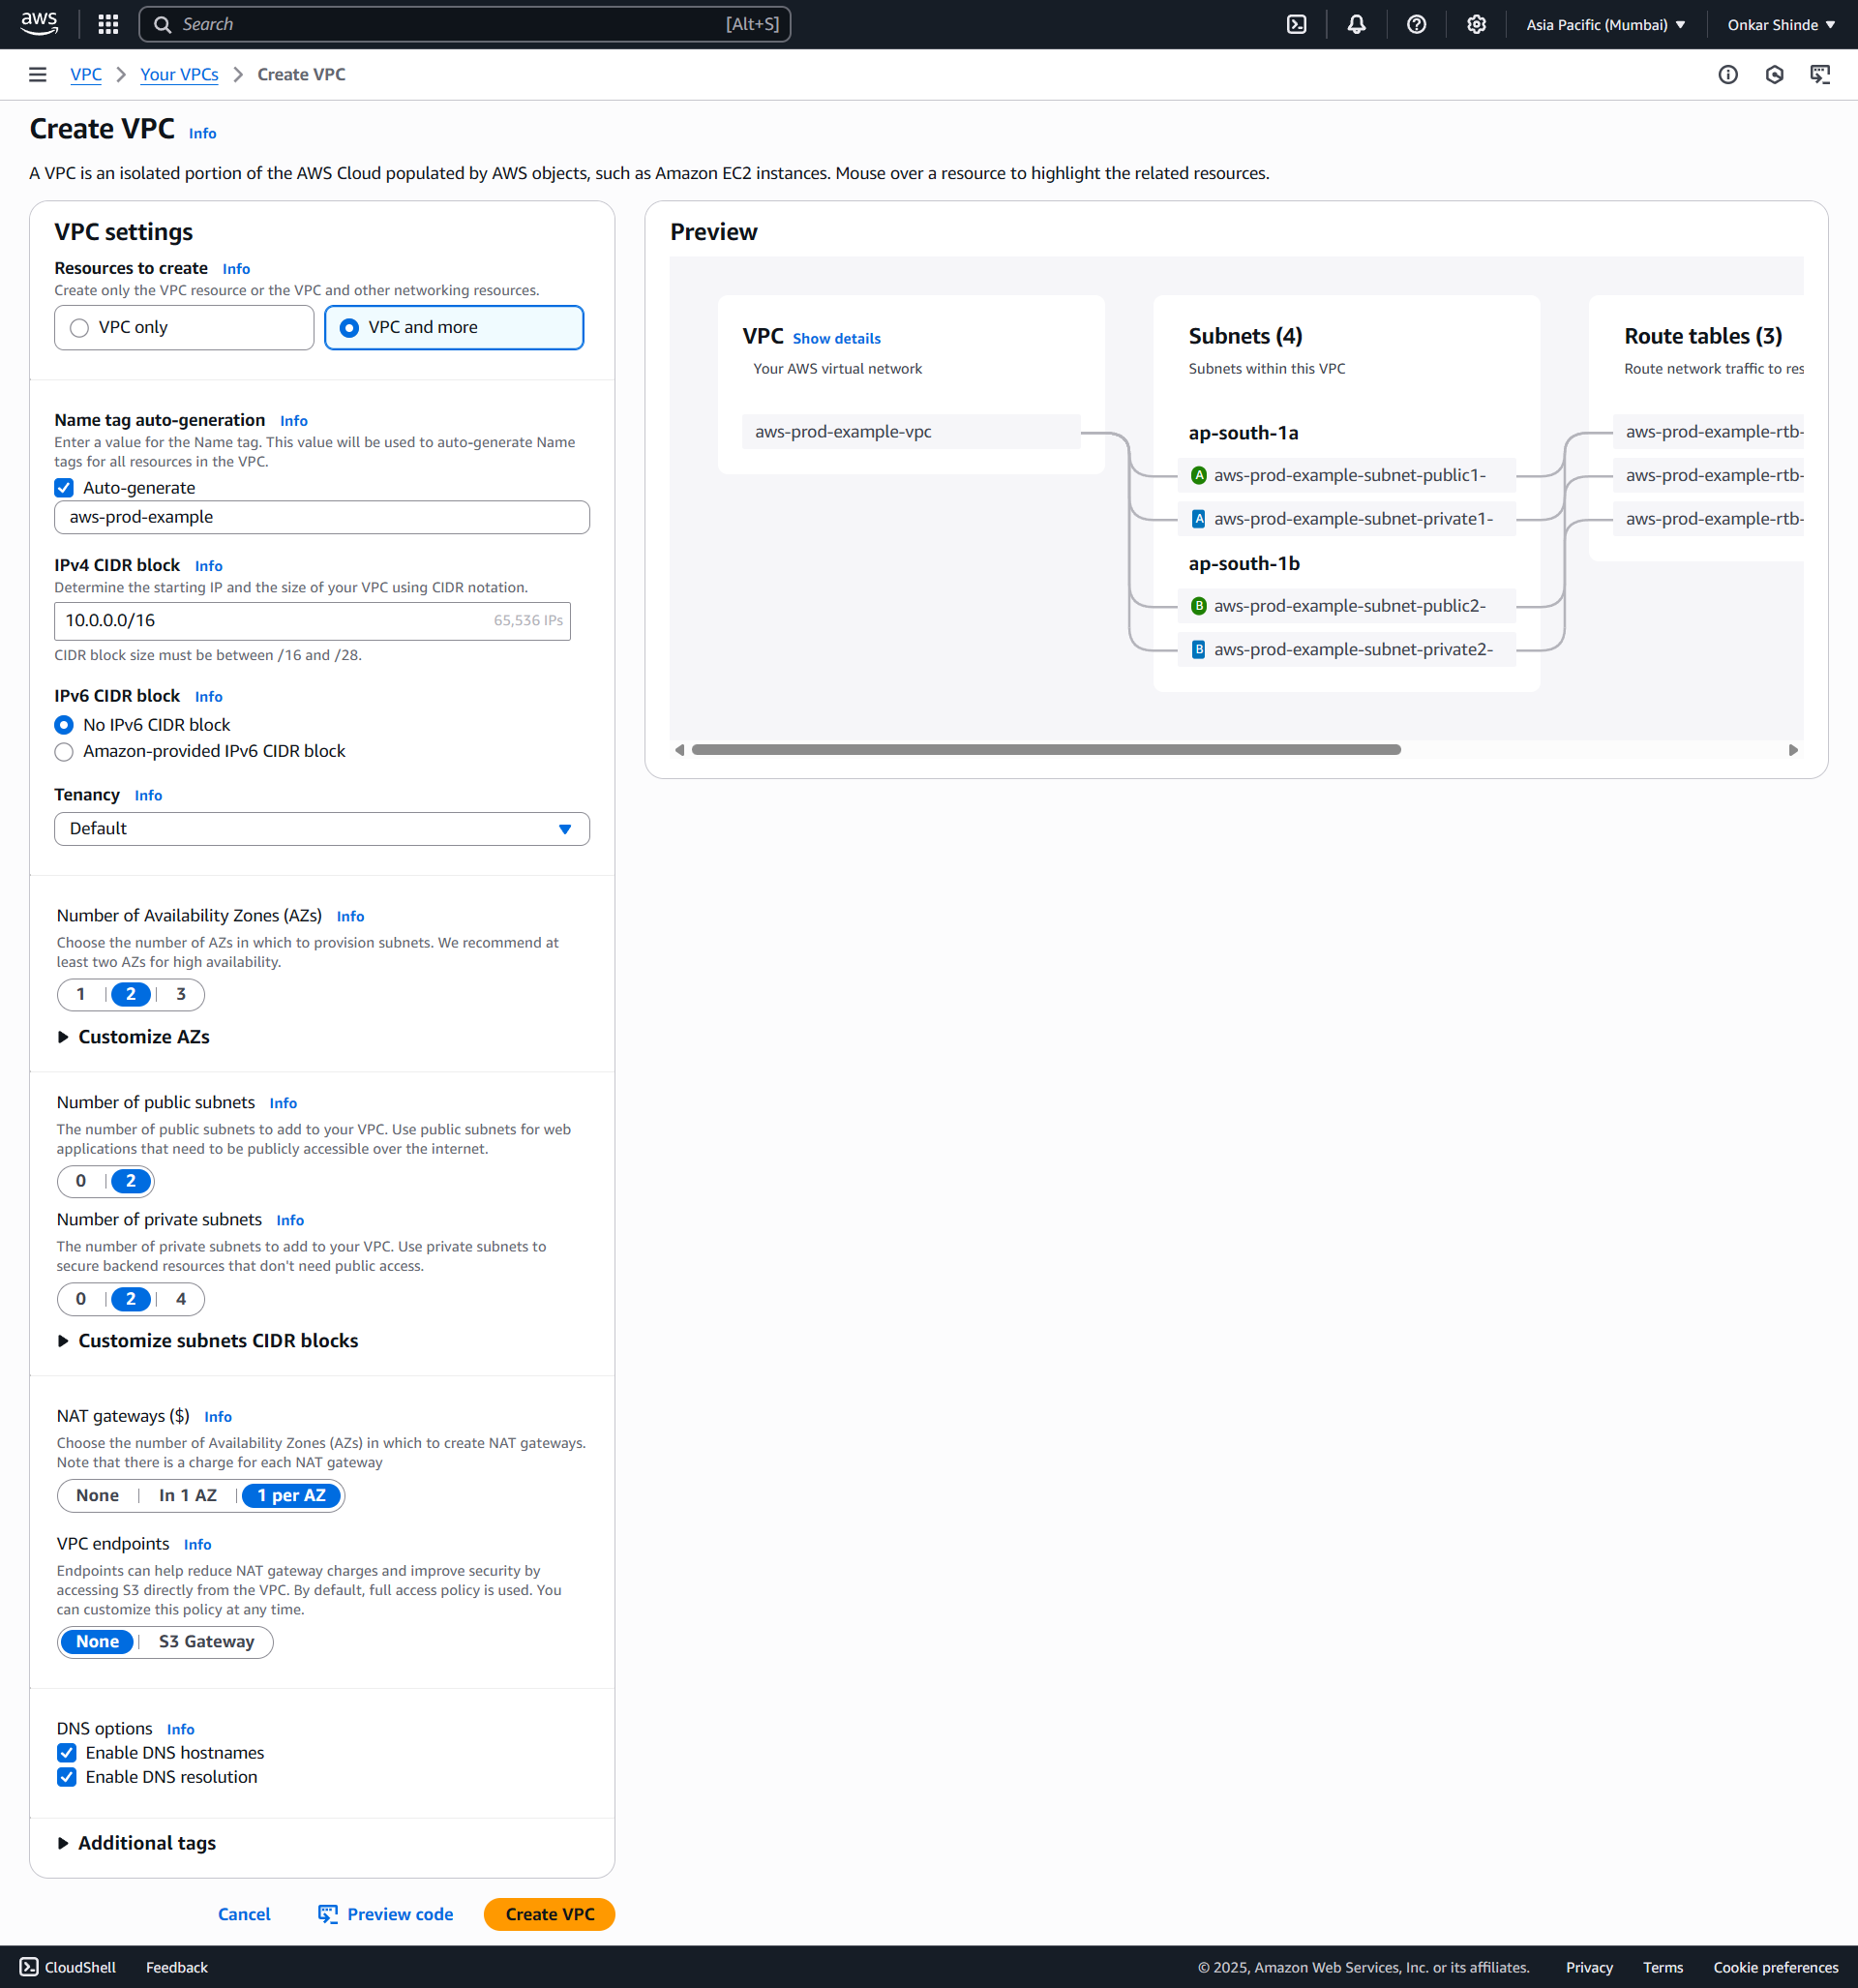 aws
Search [Alt+S]
Asia Pacific (Mumbai)
Onkar Shinde
VPC
Your VPCs
Create VPC
Create VPC Info
A VPC is an isolated portion of the AWS Cloud populated by AWS objects, such as Amazon EC2 instances. Mouse over a resource to highlight the related resources.
VPC settings
Resources to create Info
Create only the VPC resource or the VPC and other networking resources.
VPC only
VPC and more
Name tag auto-generation Info
Enter a value for the Name tag. This value will be used to auto-generate Name
tags for all resources in the VPC.
Auto-generate
aws-prod-example
IPv4 CIDR block Info
Determine the starting IP and the size of your VPC using CIDR notation.
10.0.0.0/16 65,536 IPs
CIDR block size must be between /16 and /28.
IPv6 CIDR block Info
No IPv6 CIDR block
Amazon-provided IPv6 CIDR block
Tenancy Info
Default
Number of Availability Zones (AZs) Info
Choose the number of AZs in which to provision subnets. We recommend at
least two AZs for high availability.
1 2 3
Customize AZs
Number of public subnets Info
The number of public subnets to add to your VPC. Use public subnets for web
applications that need to be publicly accessible over the internet.
0 2
Number of private subnets Info
The number of private subnets to add to your VPC. Use private subnets to
secure backend resources that don't need public access.
0 2 4
Customize subnets CIDR blocks
NAT gateways ($) Info
Choose the number of Availability Zones (AZs) in which to create NAT gateways.
Note that there is a charge for each NAT gateway
None In 1 AZ 1 per AZ
VPC endpoints Info
Endpoints can help reduce NAT gateway charges and improve security by
accessing S3 directly from the VPC. By default, full access policy is used. You
can customize this policy at any time.
None S3 Gateway
DNS options Info
Enable DNS hostnames
Enable DNS resolution
Additional tags
Cancel
Preview code
Create VPC
Preview
VPC Show details
Your AWS virtual network
aws-prod-example-vpc
Subnets (4)
Subnets within this VPC
ap-south-1a
A aws-prod-example-subnet-public1-
A aws-prod-example-subnet-private1-
ap-south-1b
B aws-prod-example-subnet-public2-
B aws-prod-example-subnet-private2-
Route tables (3)
Route network traffic to res
aws-prod-example-rtb-
aws-prod-example-rtb-
aws-prod-example-rtb-
CloudShell
Feedback
© 2025, Amazon Web Services, Inc. or its affiliates.
Privacy
Terms
Cookie preferences